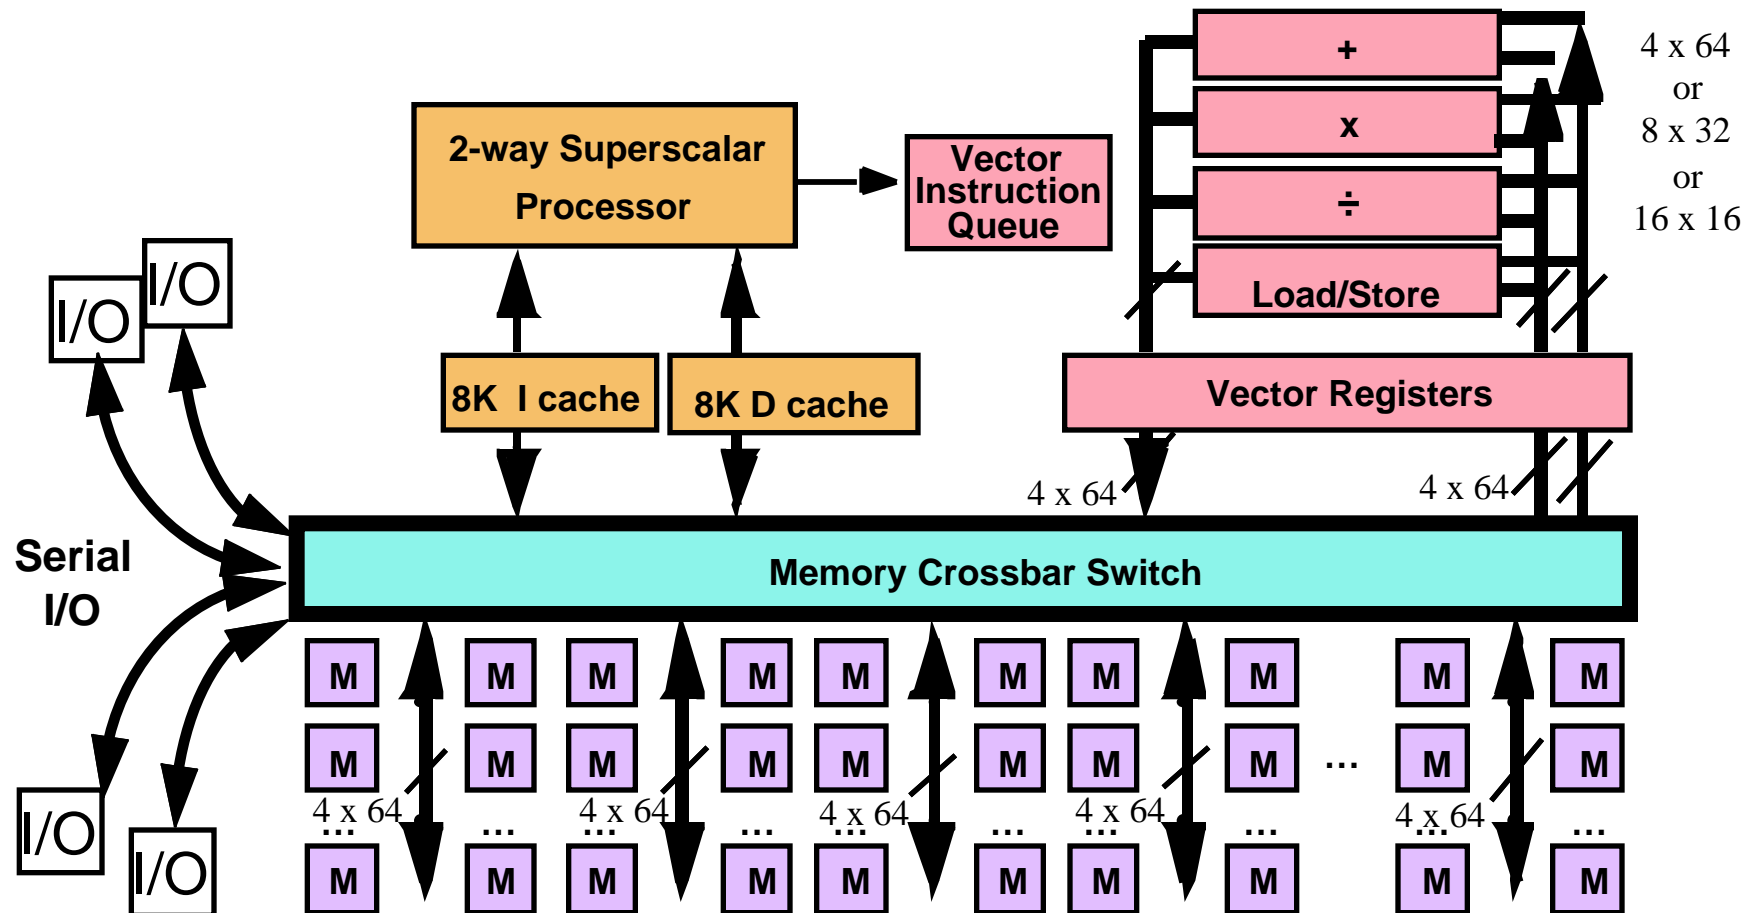 +
4 x 64
or
x
8 x 32
or
÷
16 x 16
Load/Store
2-way Superscalar
Processor
Vector
Instruction
Queue
I/O
I/O
8K I cache
8K D cache
Vector Registers
4 x 64
4 x 64
Serial
I/O
Memory Crossbar Switch
M M M M M M M M M M
M M M M M M M M ... M M
4 x 64 4 x 64 4 x 64 4 x 64 4 x 64
... ... ... ... ... ... ... ... ... ...
M M M M M M M M M M
I/O
I/O